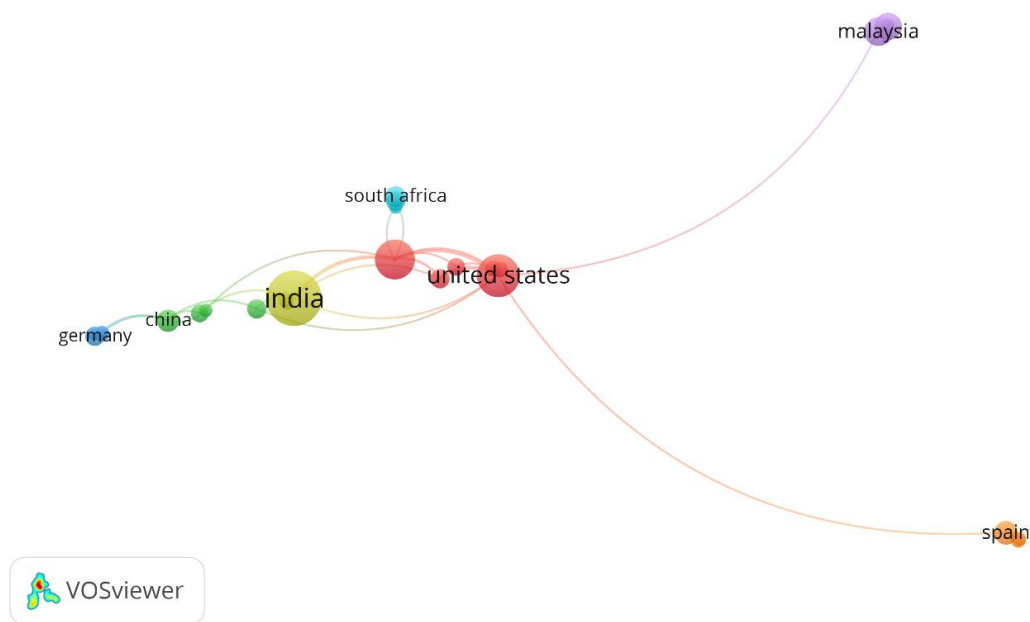 malaysia
south africa
united states
india
china
germany
spain
VOSviewer